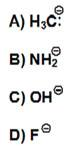 A) H₃C:⊖
B) NH₂⊖
C) OH⊖
D) F⊖